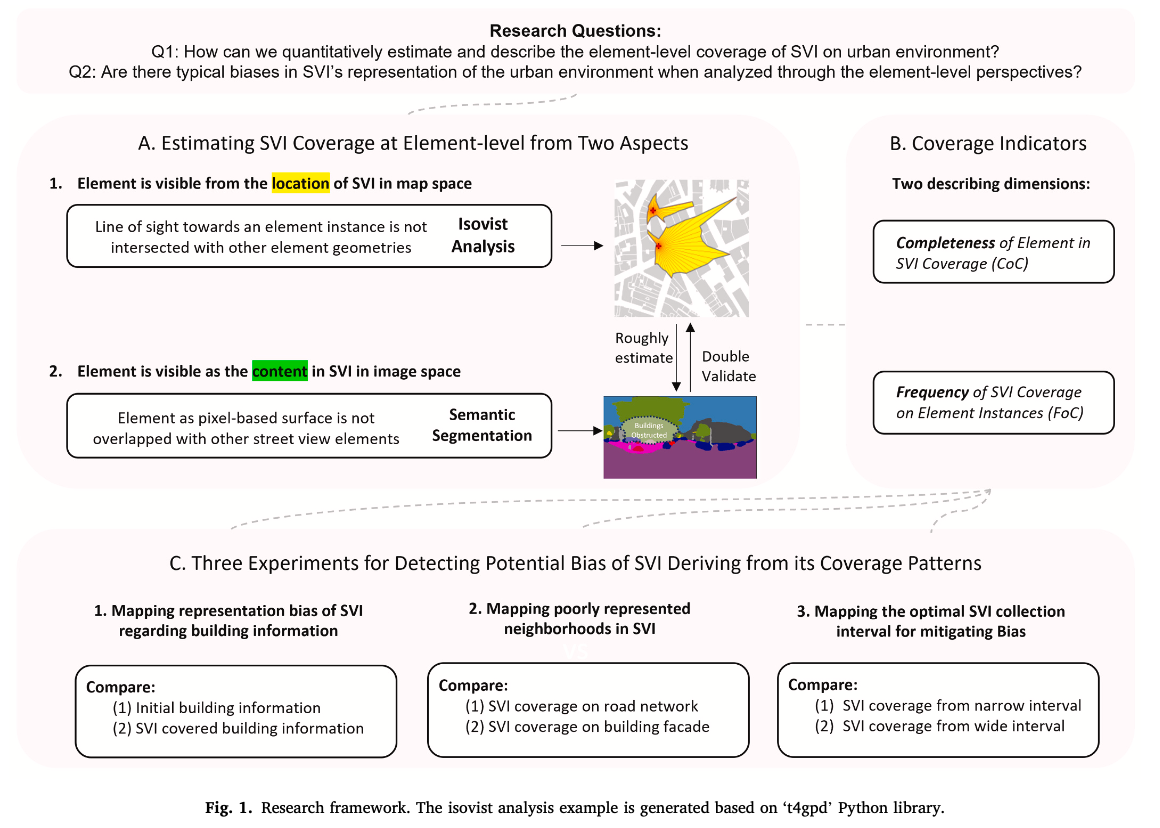 Research Questions:
Q1: How can we quantitatively estimate and describe the element-level coverage of SVI on urban environment?
Q2: Are there typical biases in SVI's representation of the urban environment when analyzed through the element-level perspectives?
A. Estimating SVI Coverage at Element-level from Two Aspects
1. Element is visible from the location of SVI in map space
Line of sight towards an element instance is not
intersected with other element geometries
Isovist
Analysis
Roughly
estimate
Double
Validate
2. Element is visible as the content in SVI in image space
Element as pixel-based surface is not
overlapped with other street view elements
Semantic
Segmentation
Buildings
Obstructed
B. Coverage Indicators
Two describing dimensions:
Completeness of Element in
SVI Coverage (CoC)
Frequency of SVI Coverage
on Element Instances (FoC)
C. Three Experiments for Detecting Potential Bias of SVI Deriving from its Coverage Patterns
1. Mapping representation bias of SVI
regarding building information
Compare:
(1) Initial building information
(2) SVI covered building information
2. Mapping poorly represented
neighborhoods in SVI
VS
Compare:
(1) SVI coverage on road network
(2) SVI coverage on building facade
3. Mapping the optimal SVI collection
interval for mitigating Bias
Compare:
(1) SVI coverage from narrow interval
(2) SVI coverage from wide interval
Fig. 1. Research framework. The isovist analysis example is generated based on 't4gpd' Python library.